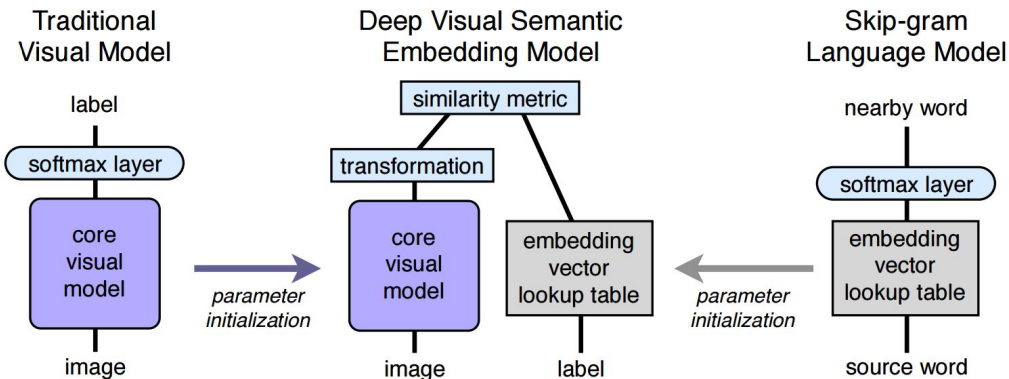 Traditional
Visual Model
label
softmax layer
core
visual
model
image
parameter
initialization
Deep Visual Semantic
Embedding Model
similarity metric
transformation
core
visual
model
image
embedding
vector
lookup table
label
parameter
initialization
Skip-gram
Language Model
nearby word
softmax layer
embedding
vector
lookup table
source word